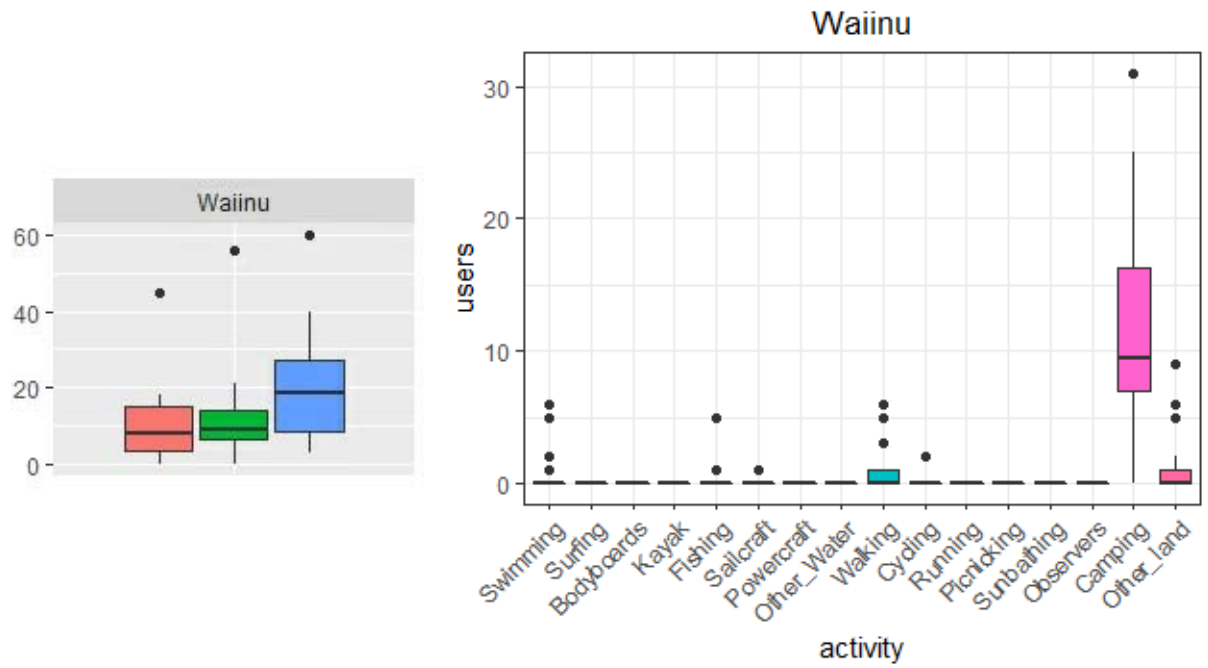 Waiinu
60
40
20
0
Waiinu
users
30
20
10
0
Swimming
Surfing
Bodyboards
Kayak
Fishing
Sailcraft
Powercraft
Other_Water
Walking
Cycling
Running
Picnicking
Sunbathing
Observers
Camping
Other_land
activity